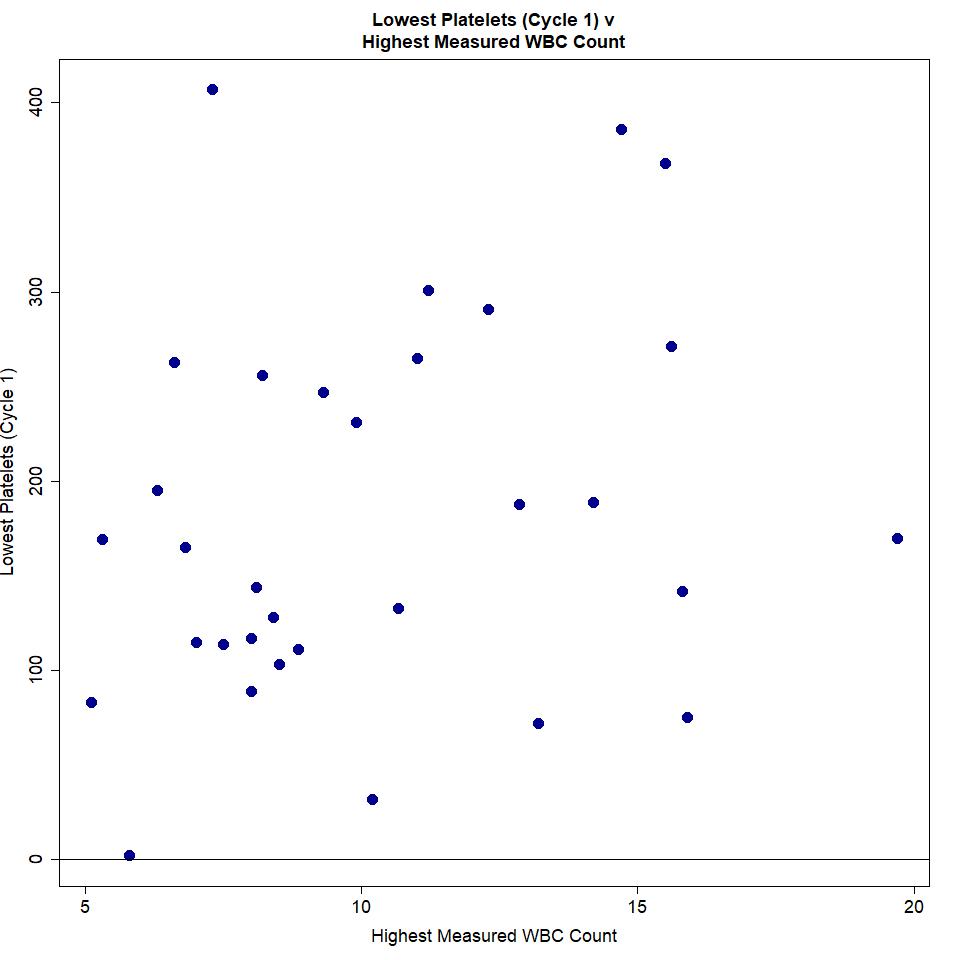 Lowest Platelets (Cycle 1) v
Highest Measured WBC Count
400
300
200
100
0
Lowest Platelets (Cycle 1)
5 10 15 20
Highest Measured WBC Count